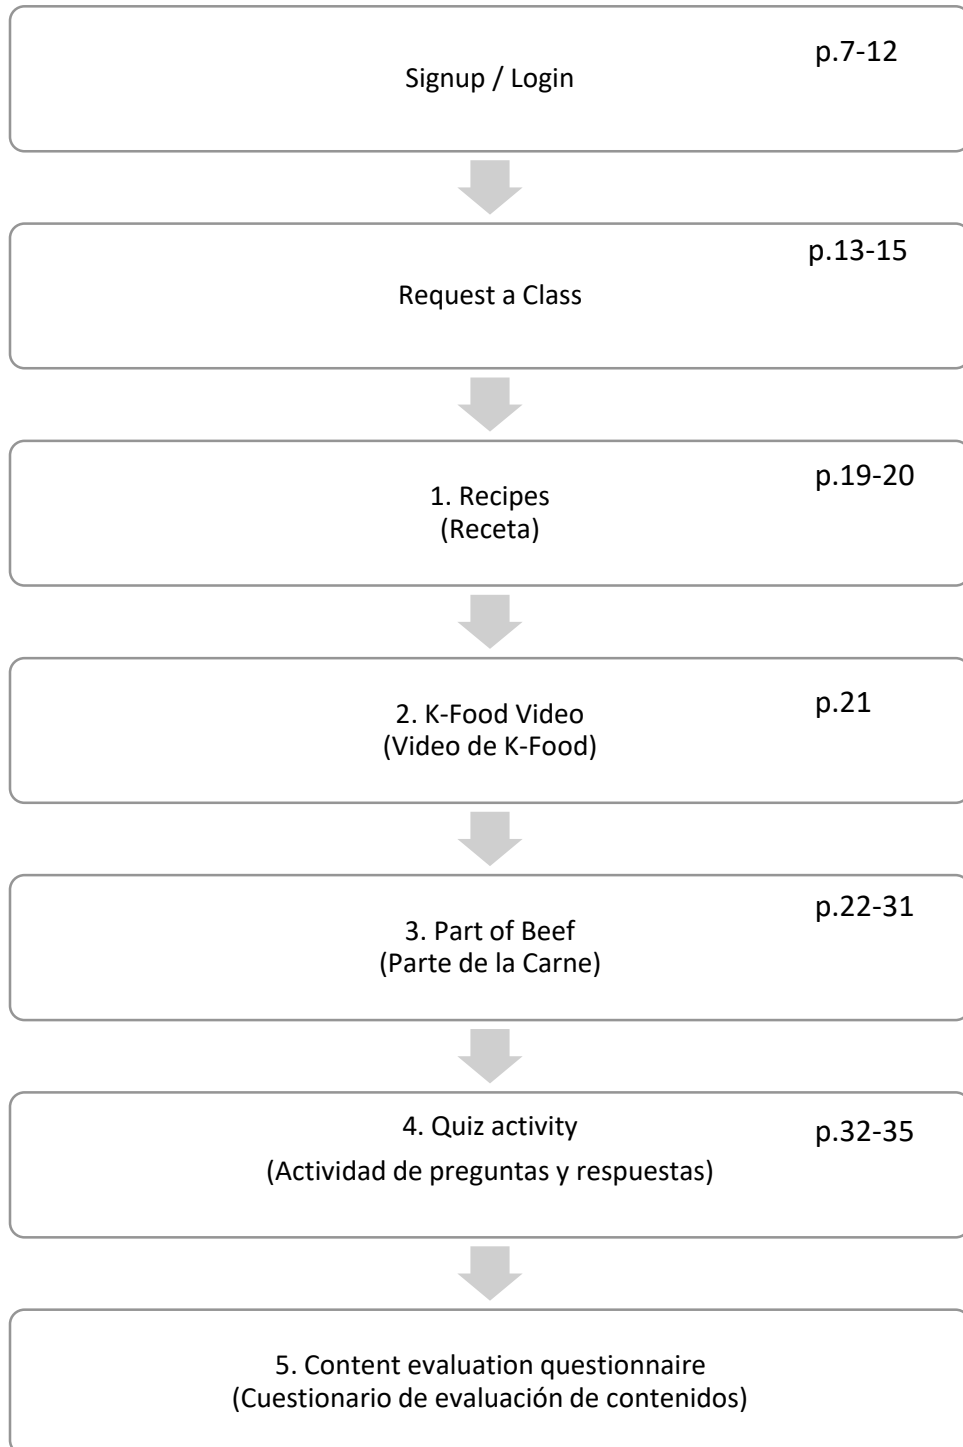 p.7-12
Signup / Login
p.13-15
Request a Class
p.19-20
1. Recipes
(Receta)
p.21
2. K-Food Video
(Video de K-Food)
p.22-31
3. Part of Beef
(Parte de la Carne)
4. Quiz activity
p.32-35
(Actividad de preguntas y respuestas)
5. Content evaluation questionnaire
(Cuestionario de evaluación de contenidos)